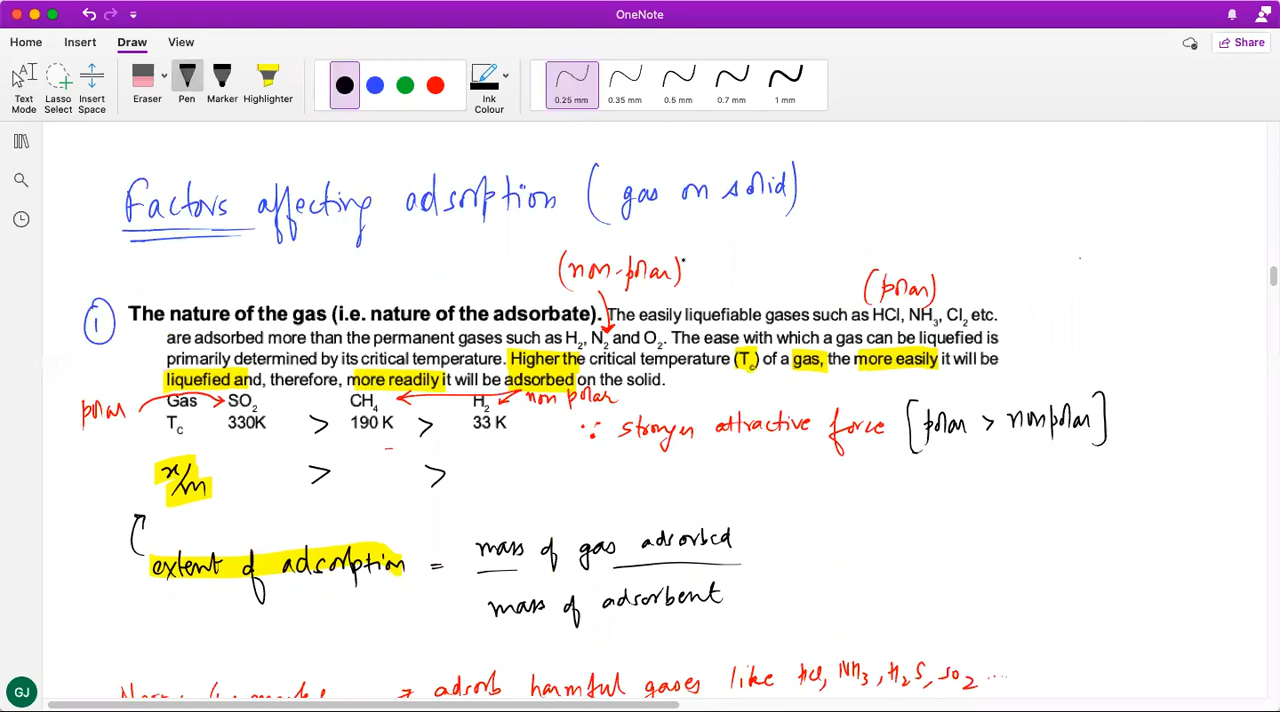 OneNote
Home Insert Draw View
Share
Text Mode
Lasso Select
Insert Space
Eraser
Pen
Marker
Highlighter
Ink Colour
0.25 mm
0.35 mm
0.5 mm
0.7 mm
1 mm
Factors affecting adsorption (gas on solid)
(non-polar)
(polar)
1 The nature of the gas (i.e. nature of the adsorbate). The easily liquefiable gases such as HCl, NH3, Cl2 etc.
are adsorbed more than the permanent gases such as H2, N2 and O2. The ease with which a gas can be liquefied is
primarily determined by its critical temperature. Higher the critical temperature (Tc) of a gas, the more easily it will be
liquefied and, therefore, more readily it will be adsorbed on the solid.
polar Gas SO2 CH4 H2 non polar
TC 330K > 190 K > 33 K ∵ stronger attractive force [polar > nonpolar]
x/m > >
extent of adsorption = mass of gas adsorbed
mass of adsorbent
→ adsorb harmful gases like HCl, NH3, H2S, SO2 ....
GJ